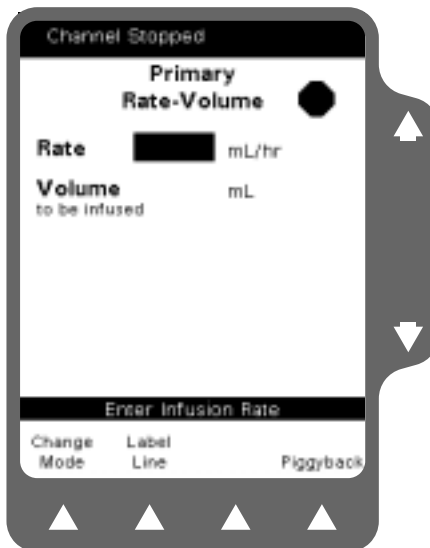 Channel Stopped
Primary
Rate-Volume
Rate mL/hr
Volume mL
to be infused
Enter Infusion Rate
Change Label
Mode Line Piggyback